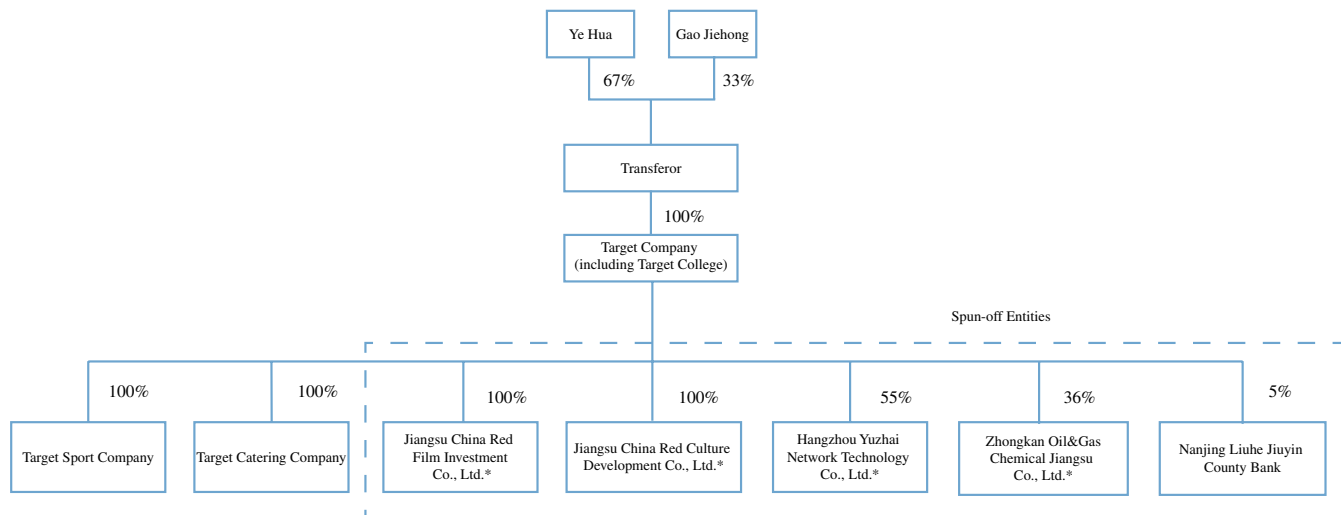 Ye Hua
Gao Jiehong
67%
33%
Transferor
100%
Target Company
(including Target College)
Spun-off Entities
100%
100%
100%
100%
55%
36%
5%
Target Sport Company
Target Catering Company
Jiangsu China Red
Film Investment
Co., Ltd.*
Jiangsu China Red Culture
Development Co., Ltd.*
Hangzhou Yuzhai
Network Technology
Co., Ltd.*
Zhongkan Oil&Gas
Chemical Jiangsu
Co., Ltd.*
Nanjing Liuhe Jiuyin
County Bank